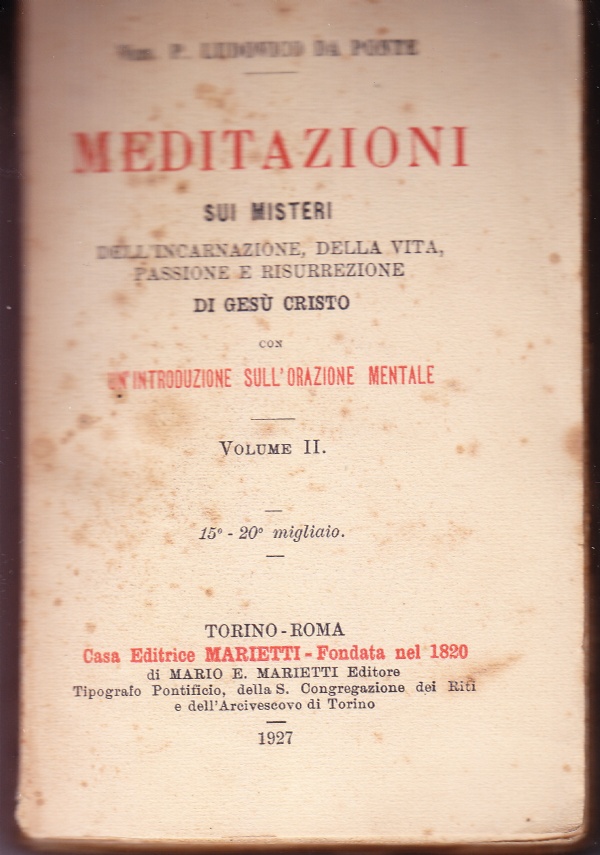 Ven. P. LUDOVICO DA PONTE
MEDITAZIONI
SUI MISTERI
DELL'INCARNAZIONE, DELLA VITA,
PASSIONE E RISURREZIONE
DI GESÙ CRISTO
CON
UN'INTRODUZIONE SULL'ORAZIONE MENTALE
VOLUME II.
15º - 20º migliaio.
TORINO-ROMA
Casa Editrice MARIETTI - Fondata nel 1820
di MARIO E. MARIETTI Editore
Tipografo Pontificio, della S. Congregazione dei Riti
e dell'Arcivescovo di Torino
1927